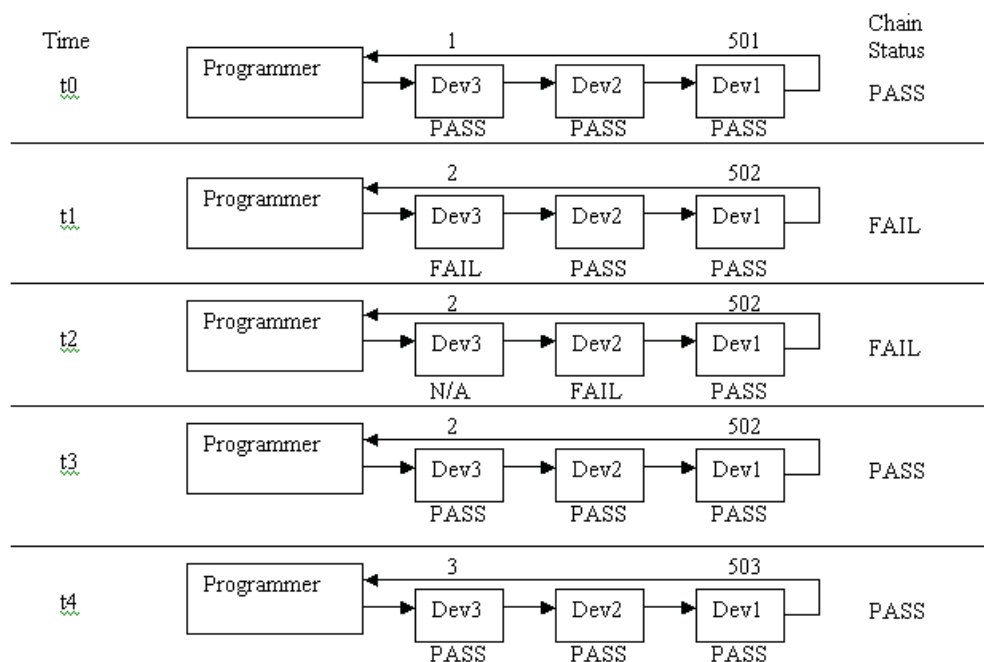 Time
1
501
Chain
Status
t0
Programmer
Dev3
Dev2
Dev1
PASS
PASS
PASS
PASS
2
502
t1
Programmer
Dev3
Dev2
Dev1
FAIL
FAIL
PASS
PASS
2
502
t2
Programmer
Dev3
Dev2
Dev1
FAIL
N/A
FAIL
PASS
2
502
t3
Programmer
Dev3
Dev2
Dev1
PASS
PASS
PASS
PASS
3
503
t4
Programmer
Dev3
Dev2
Dev1
PASS
PASS
PASS
PASS